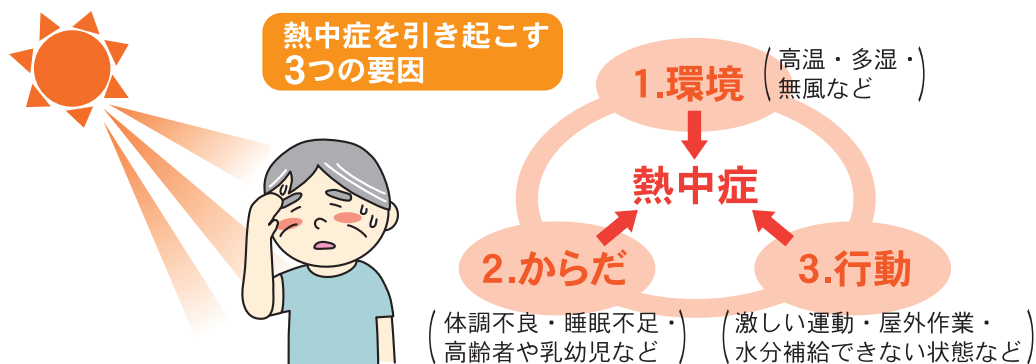 熱中症を引き起こす
3つの要因
1.環境
(高温・多湿・
無風など)
熱中症
2.からだ
(体調不良・睡眠不足・
高齢者や乳幼児など)
3.行動
(激しい運動・屋外作業・
水分補給できない状態など)